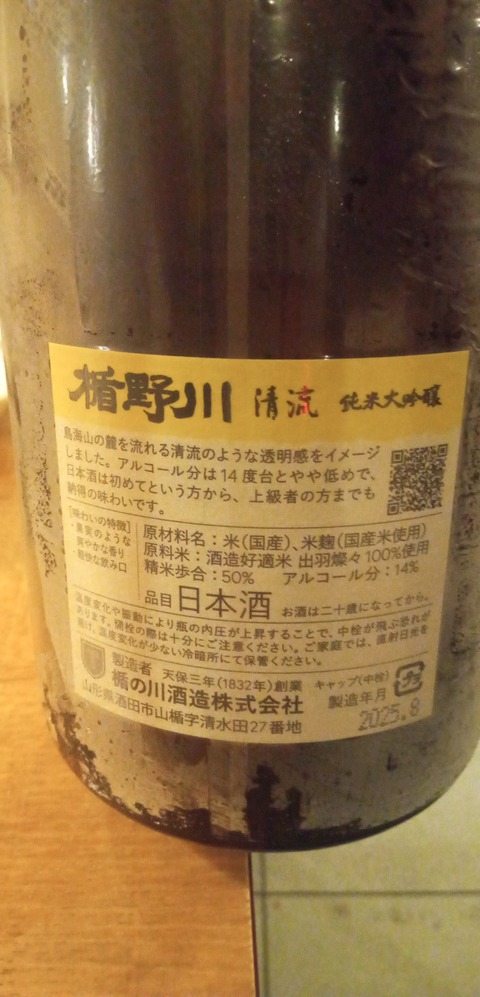 楯野川 清流 純米大吟醸
鳥海山の麓を流れる清流のような透明感をイメージ
しました。アルコール分は14度台とやや低めで、
日本酒は初めてという方から、上級者の方までも
納得の味わいです。
[味わいの特徴]
・果実のような
爽やかな香り
・軽快な飲み口
原材料名：米(国産)、米麹(国産米使用)
原料米：酒造好適米 出羽燦々100%使用
精米歩合：50% アルコール分：14%
品目 日本酒 お酒は二十歳になってから。
温度変化や振動により瓶の内圧が上昇することで、中栓が飛ぶ恐れが
あります。開栓の際は十分にご注意ください。ご家庭では、直射日光を
避け、温度変化が少ない冷暗所にて保管ください。
製造者 天保三年(1832年)創業
楯の川酒造株式会社
山形県酒田市山楯字清水田27番地
キャップ(中栓)
プラ
製造年月
2025.8